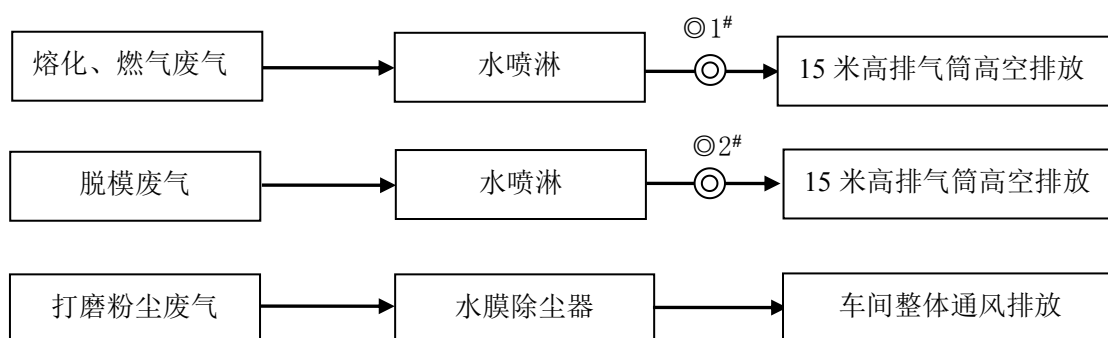 ◎1#
熔化、燃气废气 水喷淋 15 米高排气筒高空排放
◎2#
脱模废气 水喷淋 15 米高排气筒高空排放
打磨粉尘废气 水膜除尘器 车间整体通风排放